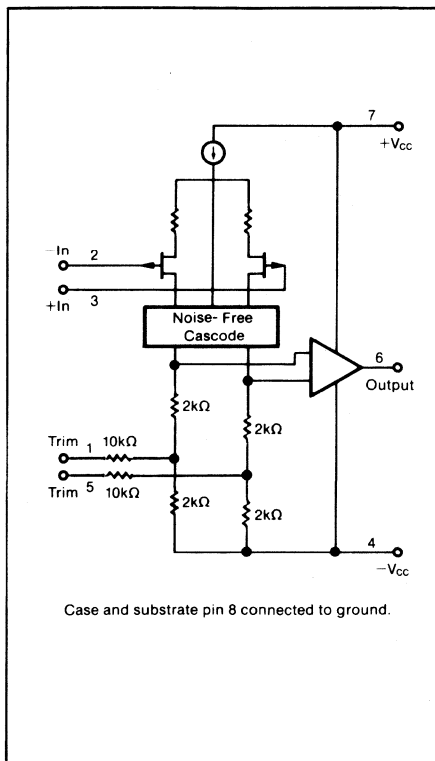 7
+Vcc
−In
2
+In
3
Noise-Free
Cascode
6
Output
2kΩ
2kΩ
Trim 1 10kΩ
Trim 5 10kΩ
2kΩ
2kΩ
4
−Vcc
Case and substrate pin 8 connected to ground.